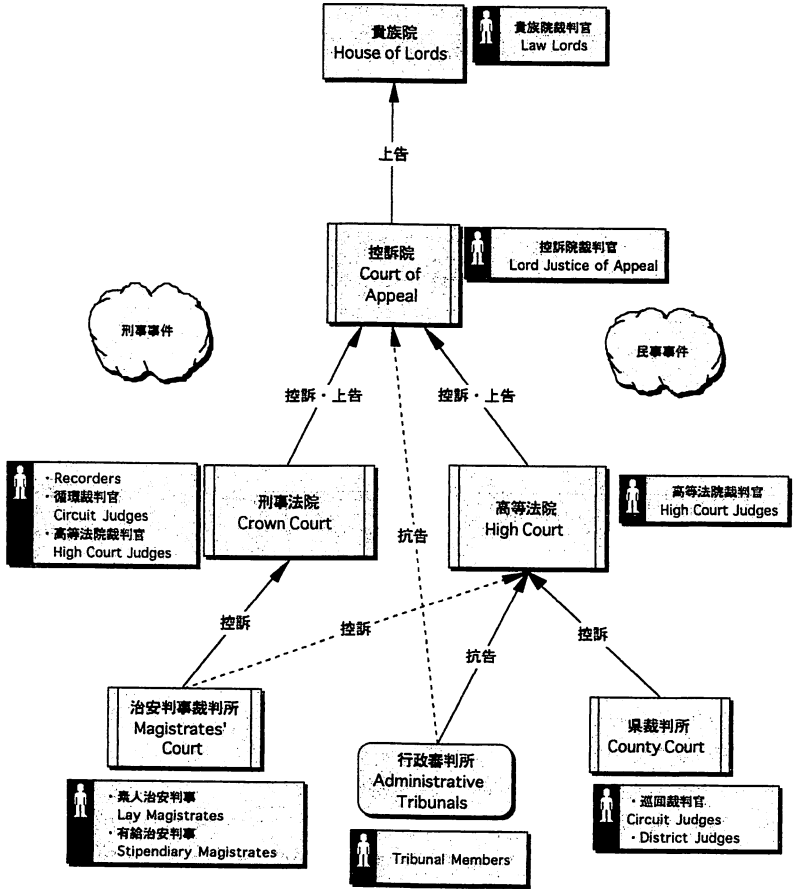 貴族院
House of Lords
貴族院裁判官
Law Lords
上告
控訴院
Court of
Appeal
控訴院裁判官
Lord Justice of Appeal
刑事事件
民事事件
控訴・上告
控訴・上告
・Recorders
・循環裁判官
Circuit Judges
・高等法院裁判官
High Court Judges
刑事法院
Crown Court
高等法院
High Court
高等法院裁判官
High Court Judges
抗告
控訴
控訴
抗告
控訴
治安判事裁判所
Magistrates'
Court
・素人治安判事
Lay Magistrates
・有給治安判事
Stipendiary Magistrates
行政審判所
Administrative
Tribunals
Tribunal Members
県裁判所
County Court
・巡回裁判官
Circuit Judges
・District Judges